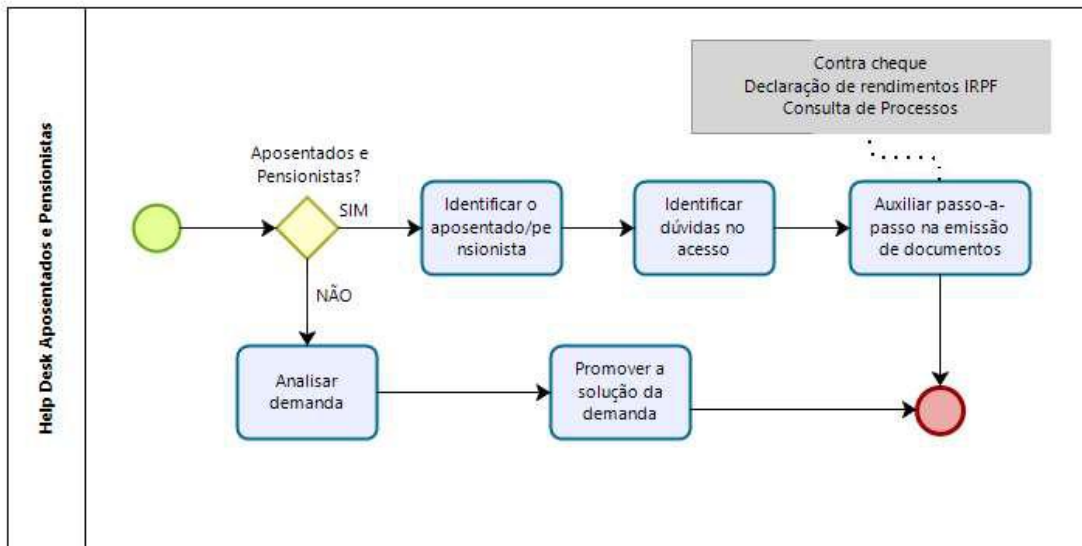 Help Desk Aposentados e Pensionistas
Contra cheque
Declaração de rendimentos IRPF
Consulta de Processos
Aposentados e
Pensionistas?
SIM
Identificar o
aposentado/pe
nsionista
Identificar
dúvidas no
acesso
Auxiliar passo-a-
passo na emissão
de documentos
NÃO
Analisar
demanda
Promover a
solução da
demanda